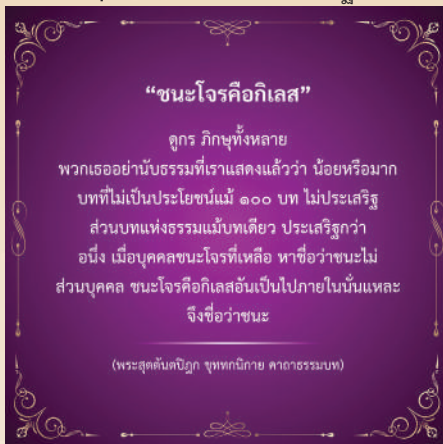 “ชนะโจรคือกิเลส”
ดูกร ภิกษุทั้งหลาย
พวกเธออย่านับธรรมที่เราแสดงแล้วว่า น้อยหรือมาก
บทที่ไม่เป็นประโยชน์แม้ ๑๐๐ บท ไม่ประเสริฐ
ส่วนบทแห่งธรรมแม้บทเดียว ประเสริฐกว่า
อนึ่ง เมื่อบุคคลชนะโจรที่เหลือ หาชื่อว่าชนะไม่
ส่วนบุคคล ชนะโจรคือกิเลสอันเป็นไปภายในนั่นแหละ
จึงชื่อว่าชนะ
(พระสุตตันตปิฎก ขุททกนิกาย คาถาธรรมบท)